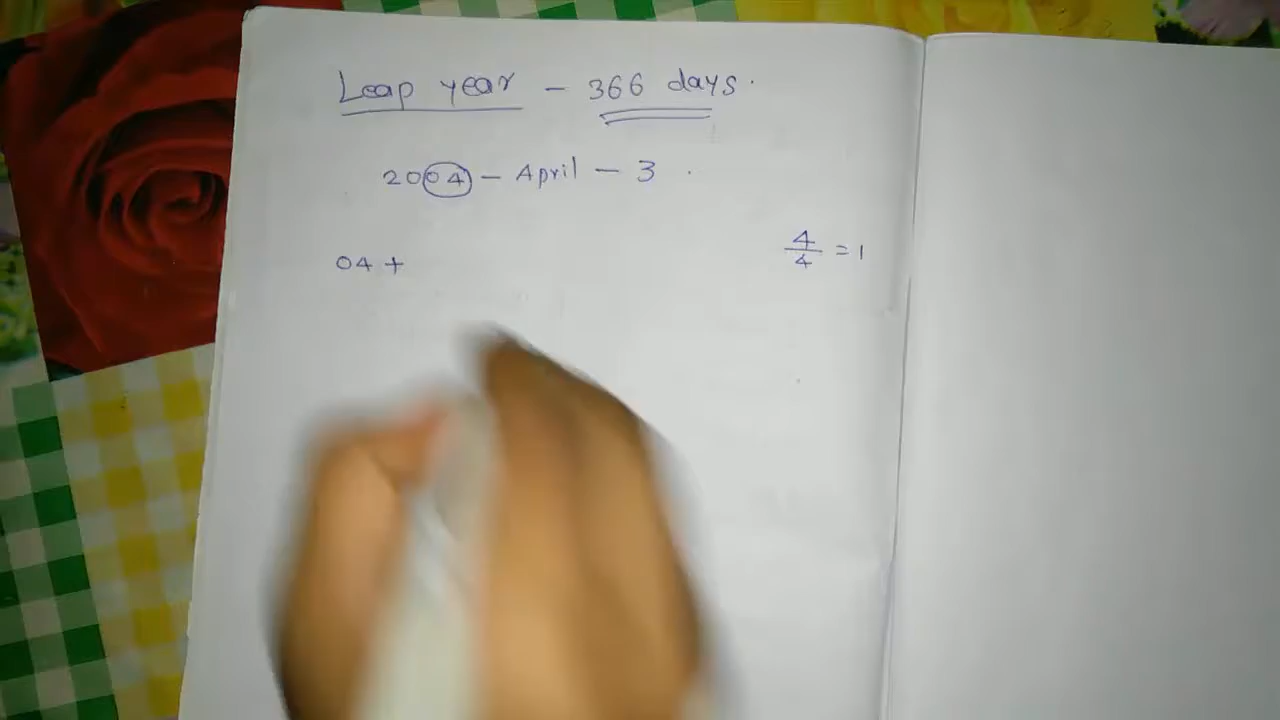 Leap year - 366 days.
2004 - April - 3 .
04 +
4/4 = 1